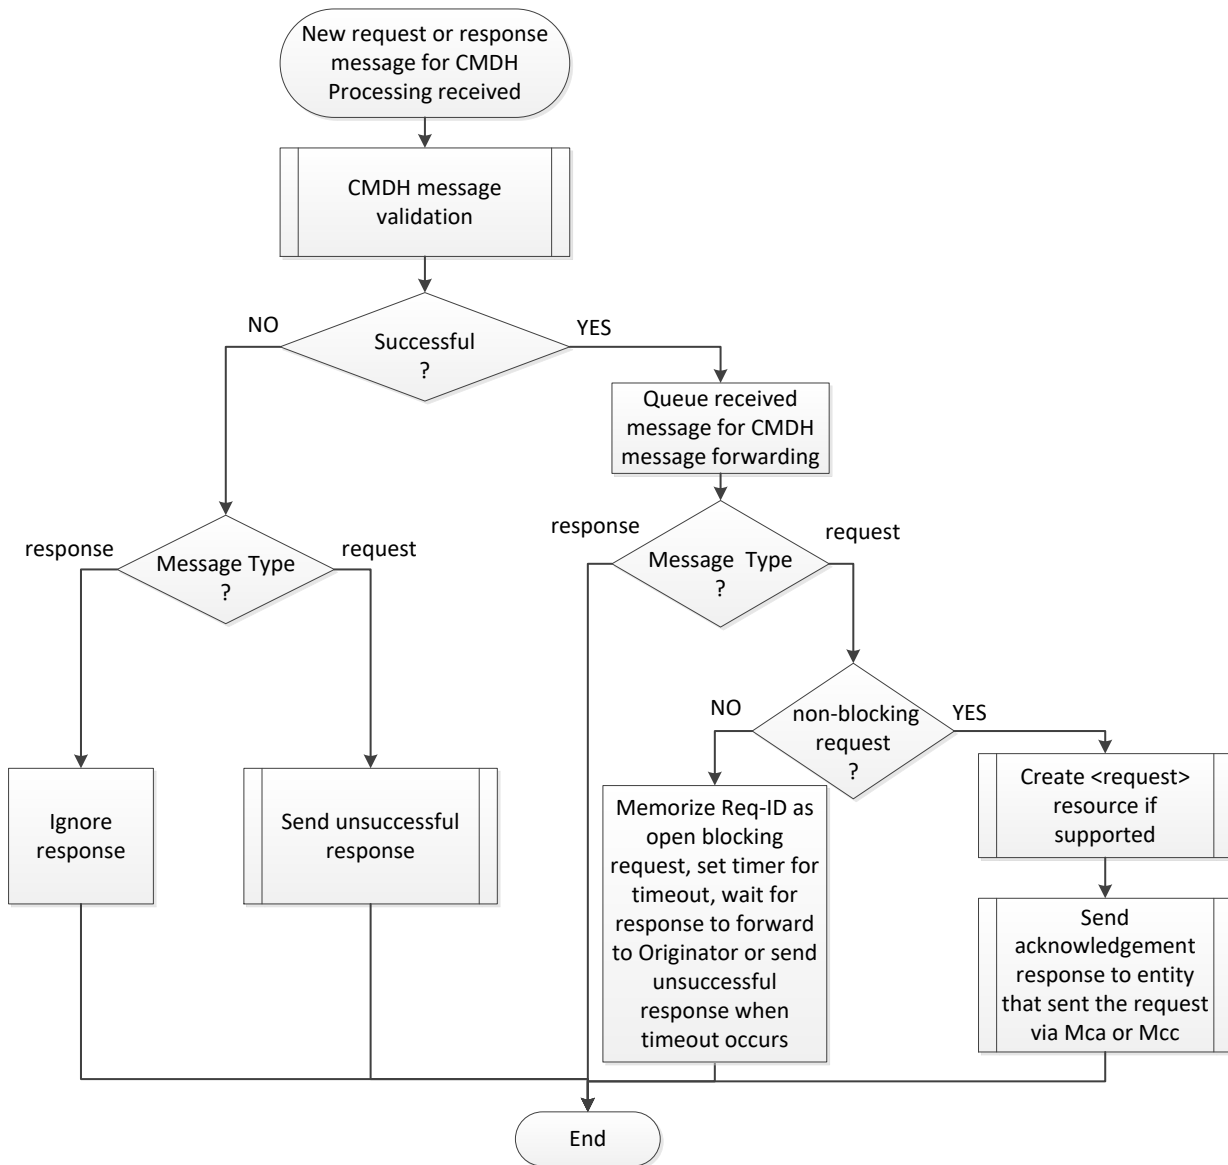 New request or response
message for CMDH
Processing received
CMDH message
validation
NO
YES
Successful
?
Queue received
message for CMDH
message forwarding
response
request
Message Type
?
response
request
Message  Type
?
NO
YES
non-blocking
request
?
Ignore
response
Send unsuccessful
response
Memorize Req-ID as
open blocking
request, set timer for
timeout, wait for
response to forward
to Originator or send
unsuccessful
response when
timeout occurs
Create <request>
resource if
supported
Send
acknowledgement
response to entity
that sent the request
via Mca or Mcc
End